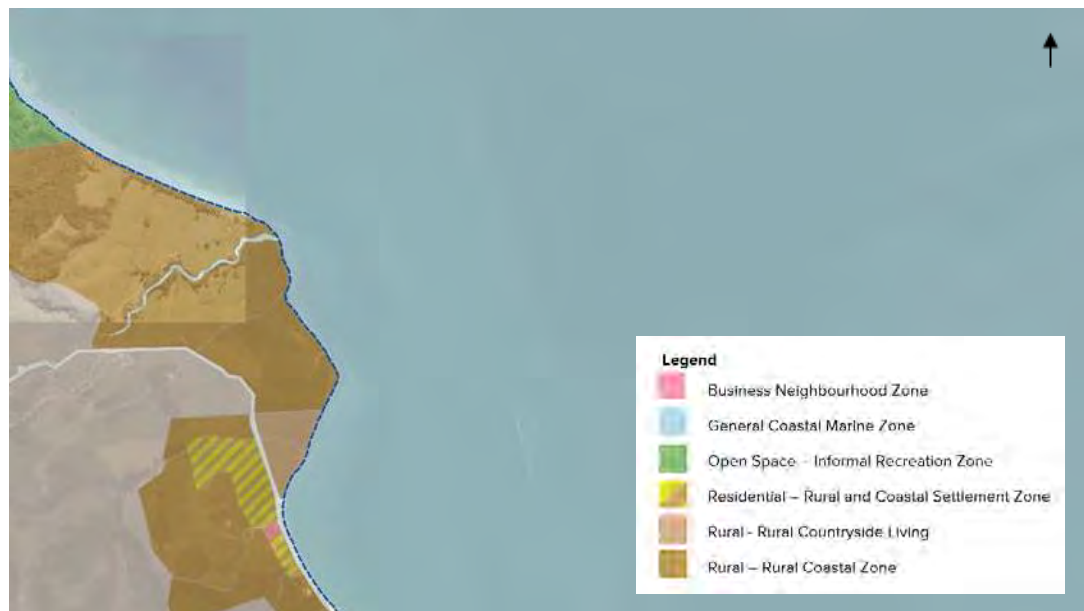 Legend
Business Neighbourhood Zone
General Coastal Marine Zone
Open Space - Informal Recreation Zone
Residential – Rural and Coastal Settlement Zone
Rural - Rural Countryside Living
Rural – Rural Coastal Zone